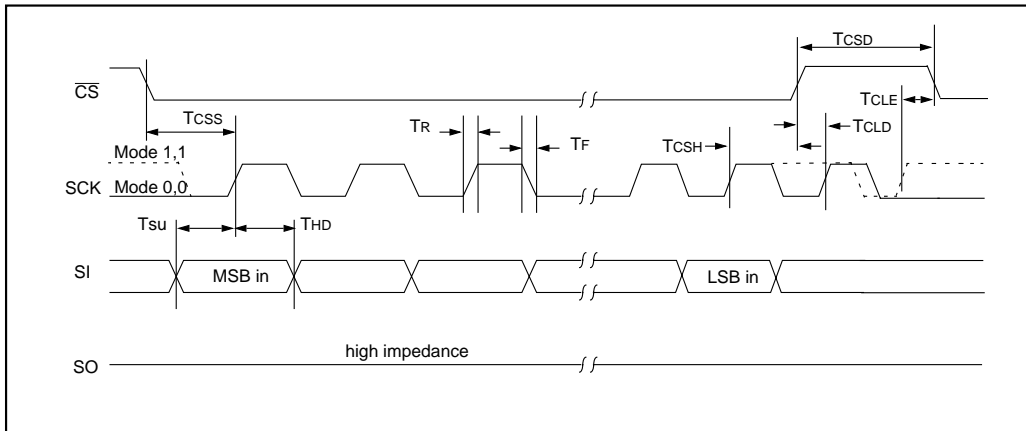 TCSD
CS
TCLE
TCSS
TR
TF
TCSH
TCLD
Mode 1,1
SCK
Mode 0,0
Tsu
THD
SI
MSB in
LSB in
high impedance
SO